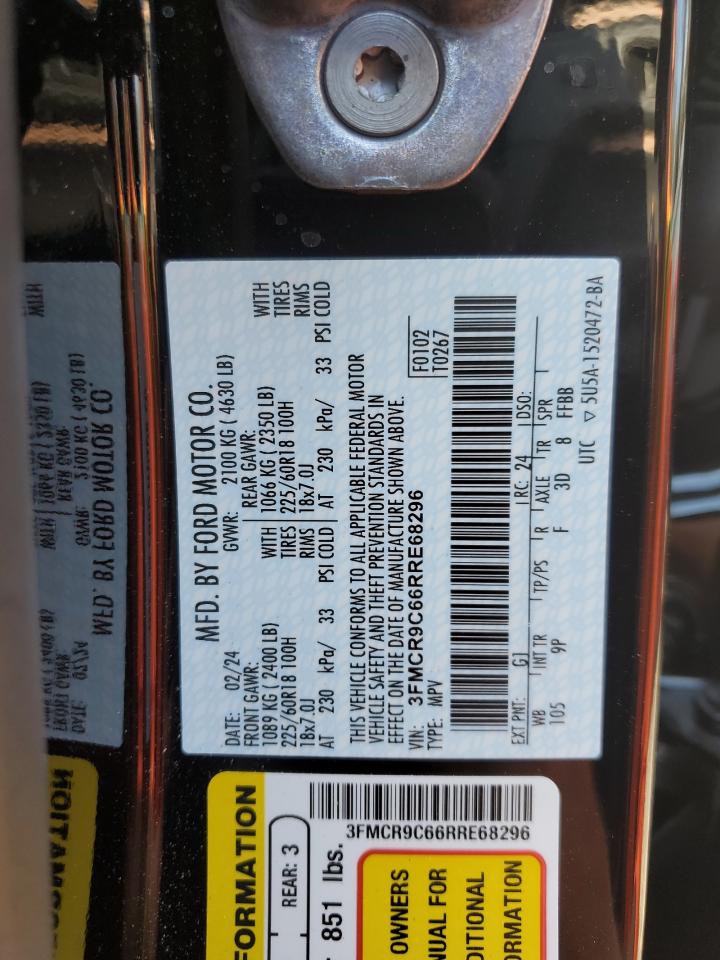 MFD. BY FORD MOTOR CO.
DATE: 02/24 GVWR: 2100 KG ( 4630 LB)
FRONT GAWR: REAR GAWR:
1089 KG ( 2400 LB) WITH 1066 KG ( 2350 LB) WITH
225/60R18 100H TIRES 225/60R18 100H TIRES
18x7.0J RIMS 18x7.0J RIMS
AT 230 kPa/ 33 PSI COLD AT 230 kPa/ 33 PSI COLD
THIS VEHICLE CONFORMS TO ALL APPLICABLE FEDERAL MOTOR
VEHICLE SAFETY AND THEFT PREVENTION STANDARDS IN
EFFECT ON THE DATE OF MANUFACTURE SHOWN ABOVE.
VIN: 3FMCR9C66RRE68296 F0102
TYPE: MPV T0267
EXT PNT: G1 RC: 24 DSO:
WB INT TR TP/PS R AXLE TR SPR
105 9P F 3D 8 FFBB
UTC ▽ 5U5A-1520472-BA
FORMATION
REAR: 3
851 lbs.
3FMCR9C66RRE68296
OWNERS
NUAL FOR
DITIONAL
ORMATION